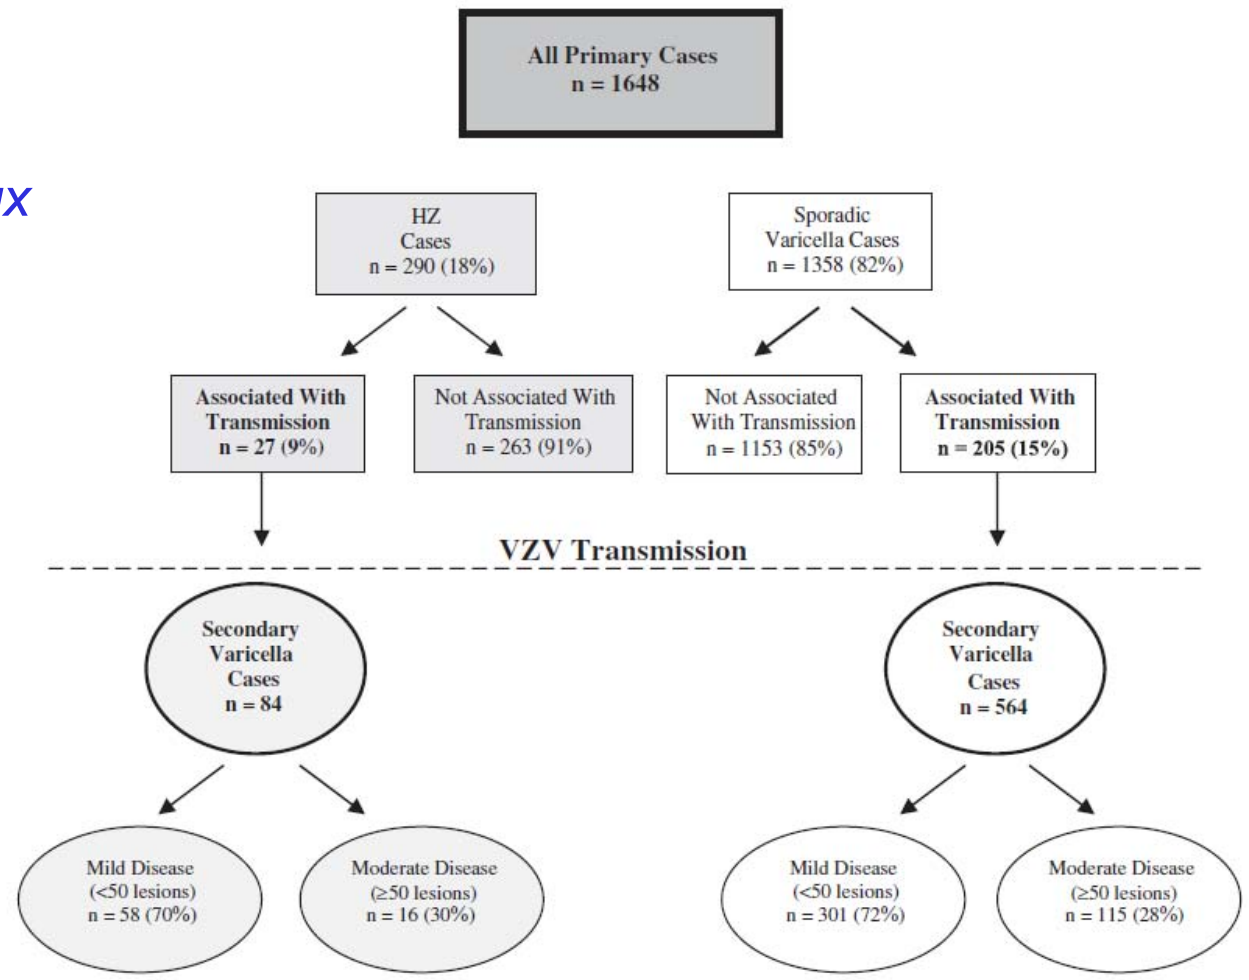 All Primary Cases
n = 1648
ux
HZ
Cases
n = 290 (18%)
Sporadic
Varicella Cases
n = 1358 (82%)
Associated With
Transmission
n = 27 (9%)
Not Associated With
Transmission
n = 263 (91%)
Not Associated
With Transmission
n = 1153 (85%)
Associated With
Transmission
n = 205 (15%)
VZV Transmission
Secondary
Varicella
Cases
n = 84
Secondary
Varicella
Cases
n = 564
Mild Disease
(<50 lesions)
n = 58 (70%)
Moderate Disease
(≥50 lesions)
n = 16 (30%)
Mild Disease
(<50 lesions)
n = 301 (72%)
Moderate Disease
(≥50 lesions)
n = 115 (28%)